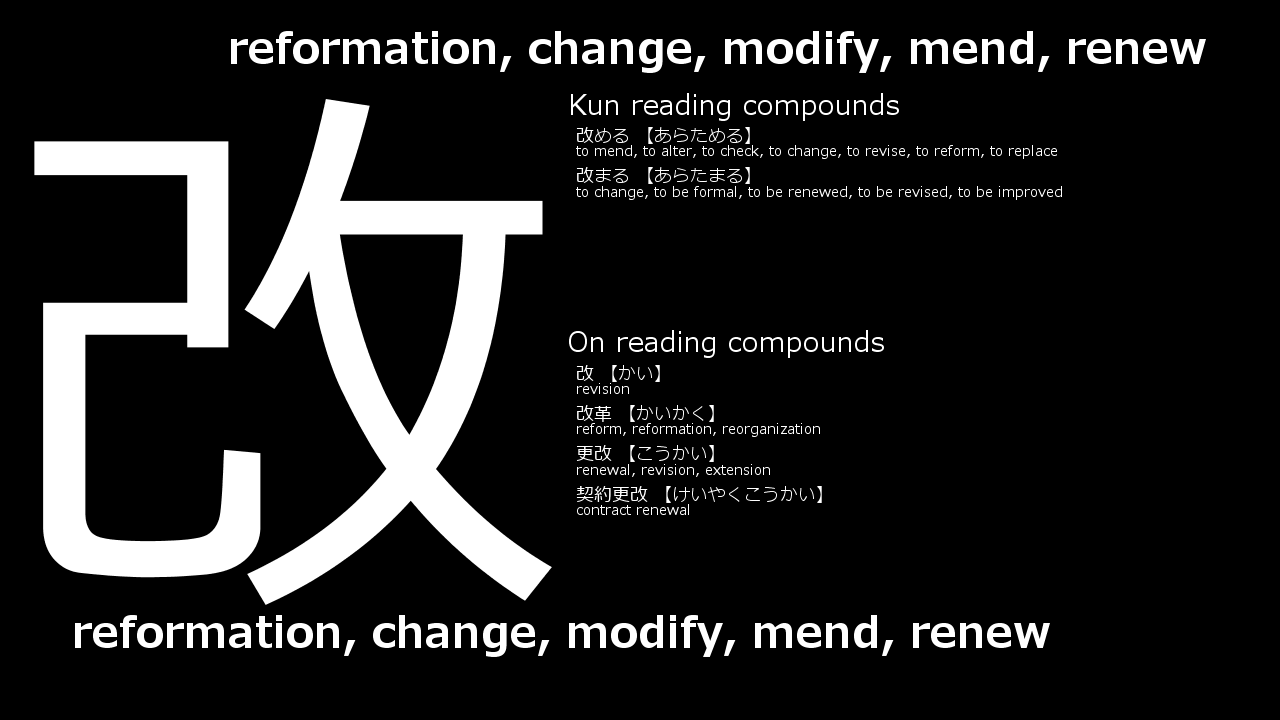 reformation, change, modify, mend, renew
改
Kun reading compounds
改める 【あらためる】
to mend, to alter, to check, to change, to revise, to reform, to replace
改まる 【あらたまる】
to change, to be formal, to be renewed, to be revised, to be improved
On reading compounds
改 【かい】
revision
改革 【かいかく】
reform, reformation, reorganization
更改 【こうかい】
renewal, revision, extension
契約更改 【けいやくこうかい】
contract renewal
reformation, change, modify, mend, renew